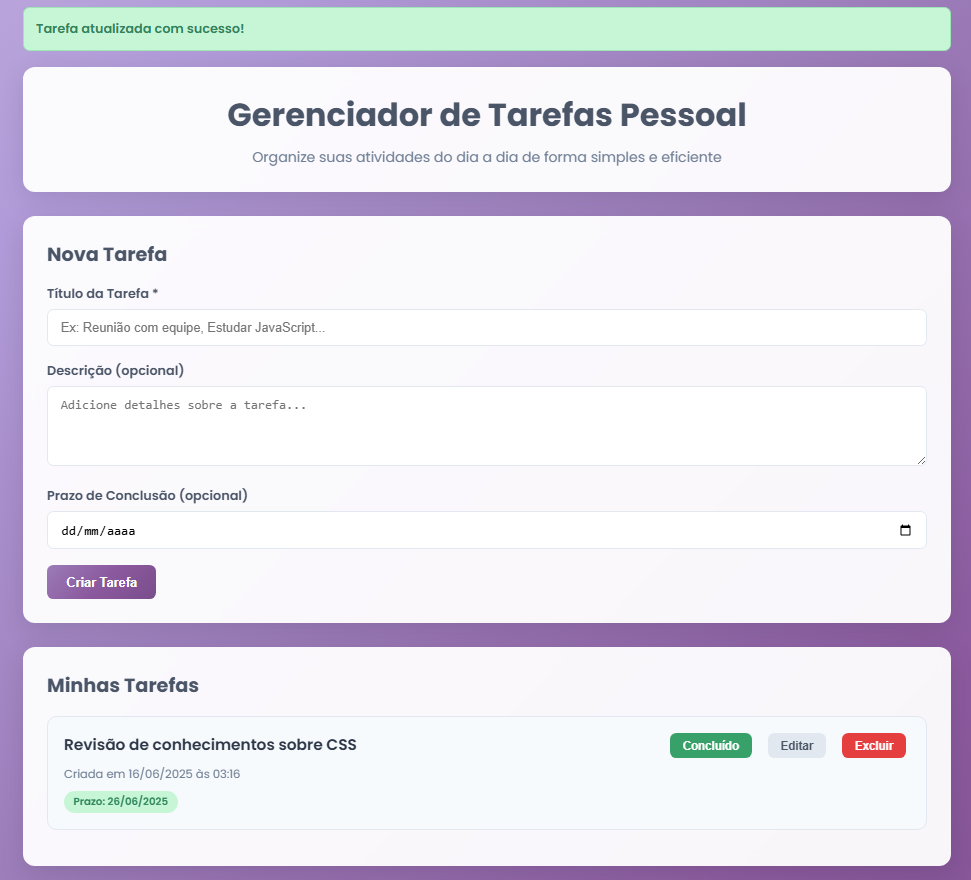 Tarefa atualizada com sucesso!
Gerenciador de Tarefas Pessoal
Organize suas atividades do dia a dia de forma simples e eficiente
Nova Tarefa
Título da Tarefa *
Ex: Reunião com equipe, Estudar JavaScript...
Descrição (opcional)
Adicione detalhes sobre a tarefa...
Prazo de Conclusão (opcional)
dd/mm/aaaa
Criar Tarefa
Minhas Tarefas
Revisão de conhecimentos sobre CSS
Concluído
Editar
Excluir
Criada em 16/06/2025 às 03:16
Prazo: 26/06/2025